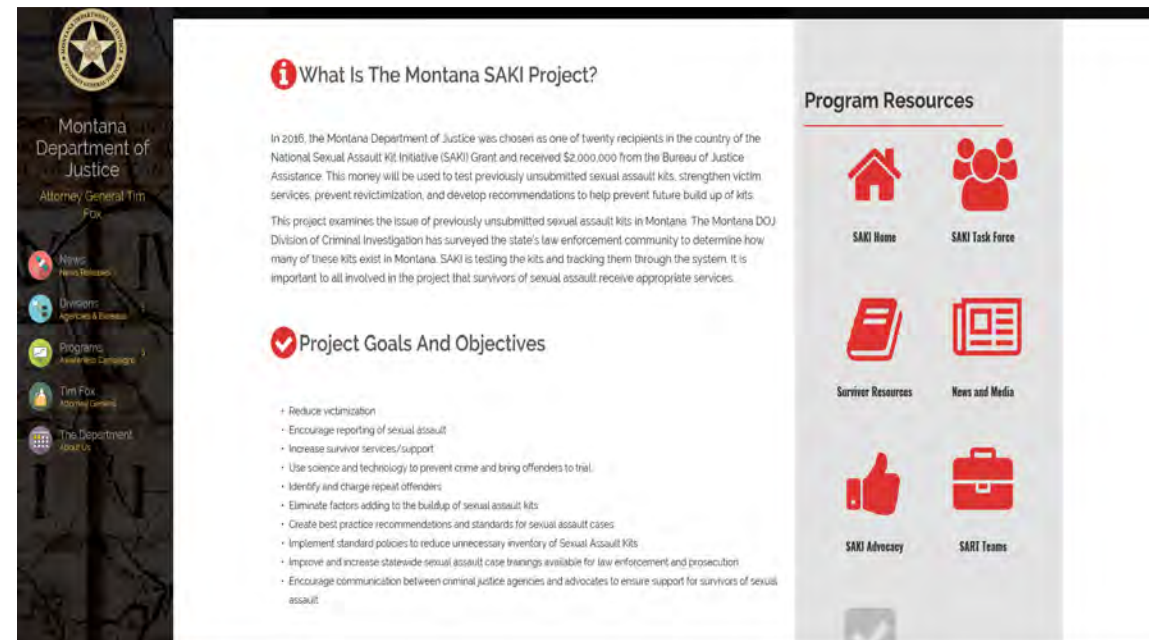 MONTANA DEPARTMENT OF JUSTICE
ATTORNEY GENERAL
Montana
Department of
Justice
Attorney General Tim
Fox
News
News Releases
Divisions
Agencies & Bureaus
Programs
Awareness Campaigns
Tim Fox
Attorney General
The Department
About Us
What Is The Montana SAKI Project?
In 2016, the Montana Department of Justice was chosen as one of twenty recipients in the country of the
National Sexual Assault Kit Initiative (SAKI) Grant and received $2,000,000 from the Bureau of Justice
Assistance. This money will be used to test previously unsubmitted sexual assault kits, strengthen victim
services, prevent revictimization, and develop recommendations to help prevent future build up of kits.
This project examines the issue of previously unsubmitted sexual assault kits in Montana. The Montana DOJ
Division of Criminal Investigation has surveyed the state's law enforcement community to determine how
many of these kits exist in Montana. SAKI is testing the kits and tracking them through the system. It is
important to all involved in the project that survivors of sexual assault receive appropriate services.
Project Goals And Objectives
• Reduce victimization
• Encourage reporting of sexual assault
• Increase survivor services/support
• Use science and technology to prevent crime and bring offenders to trial.
• Identify and charge repeat offenders
• Eliminate factors adding to the buildup of sexual assault kits
• Create best practice recommendations and standards for sexual assault cases
• Implement standard policies to reduce unnecessary inventory of Sexual Assault Kits
• Improve and increase statewide sexual assault case trainings available for law enforcement and prosecution
• Encourage communication between criminal justice agencies and advocates to ensure support for survivors of sexual
assault
Program Resources
SAKI Home
SAKI Task Force
Survivor Resources
News and Media
SAKI Advocacy
SART Teams